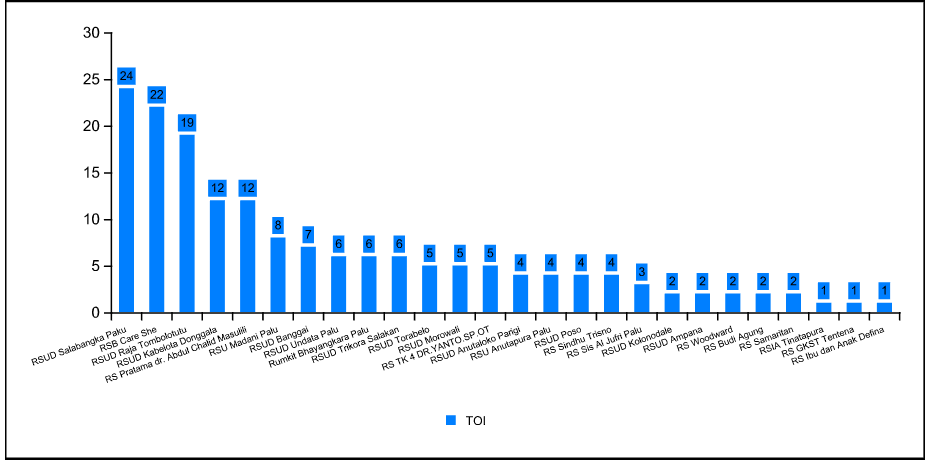 30
25
20
15
10
5
0
24
22
19
12
12
8
7
6
6
6
5
5
5
4
4
4
4
3
2
2
2
2
2
1
1
1
RSUD Salabangka Paku
RSB Care She
RSUD Raja Tombolotutu
RSUD Kabelota Donggala
RS Pratama dr. Abdul Chalid Masulili
RSU Madani Palu
RSUD Banggai
RSUD Undata Palu
Rumkit Bhayangkara Palu
RSUD Trikora Salakan
RSUD Torabelo
RSUD Morowali
RS TK 4 DR.YANTO.SP.OT
RSUD Anutaloko Parigi
RSU Anutapura Palu
RSUD Poso
RS Sindhu Trisno
RS Sis Al Jufri Palu
RSUD Kolonodale
RSUD Ampana
RS Woodward
RS Budi Agung
RS Samaritan
RSIA Tinatapura
RS GKST Tentena
RS Ibu dan Anak Defina
TOI